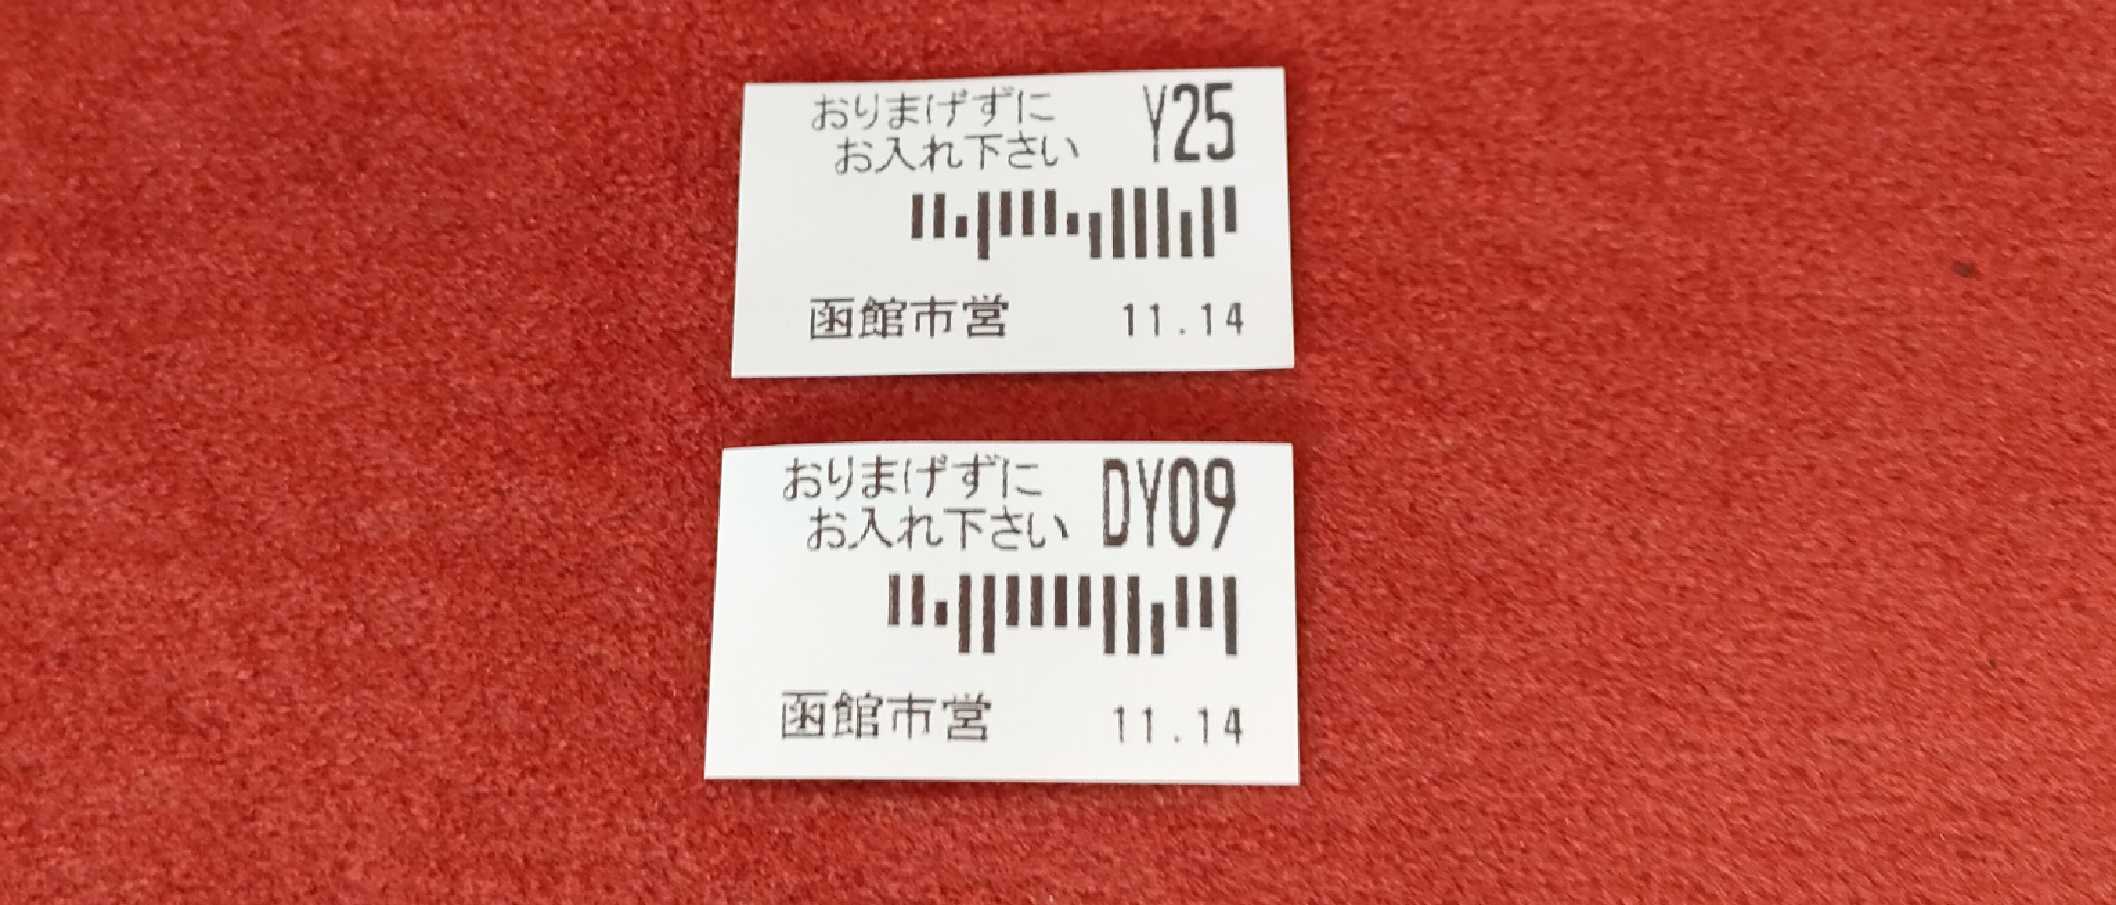 おりまげずに Y25
お入れ下さい
函館市営 11.14
おりまげずに DY09
お入れ下さい
函館市営 11.14